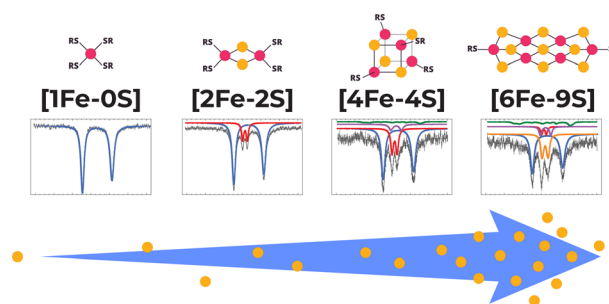 RS SR
RS SR
[1Fe-0S]
RS SR
RS SR
[2Fe-2S]
RS
SR
RS
RS
[4Fe-4S]
RS SR
[6Fe-9S]